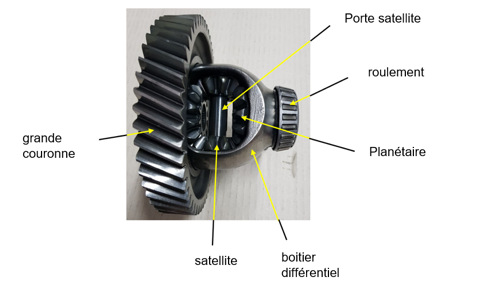 Porte satellite
roulement
grande
couronne
Planétaire
satellite
boitier
différentiel